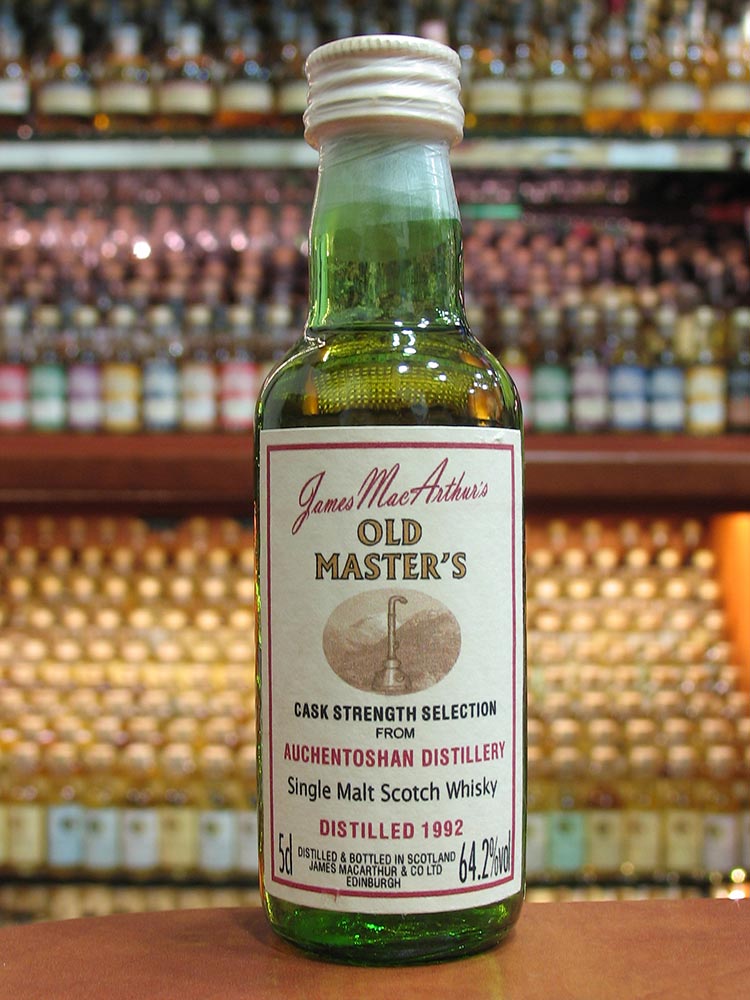 James MacArthur's
OLD
MASTER'S
CASK STRENGTH SELECTION
FROM
AUCHENTOSHAN DISTILLERY
Single Malt Scotch Whisky
DISTILLED 1992
5cl DISTILLED & BOTTLED IN SCOTLAND 64.2%vol
JAMES MACARTHUR & CO LTD
EDINBURGH